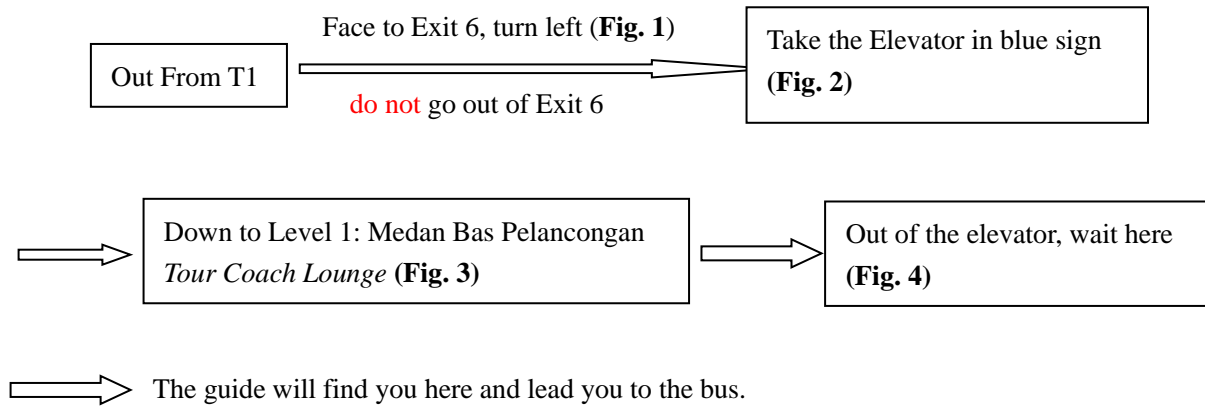 Face to Exit 6, turn left (Fig. 1)
Out From T1
do not go out of Exit 6
Take the Elevator in blue sign
(Fig. 2)
Down to Level 1: Medan Bas Pelancongan
Tour Coach Lounge (Fig. 3)
Out of the elevator, wait here
(Fig. 4)
The guide will find you here and lead you to the bus.